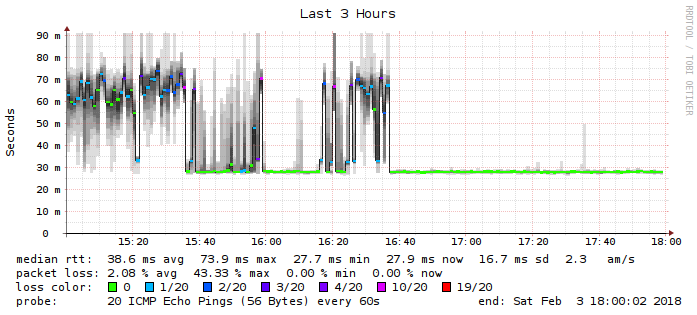 Last 3 Hours
RRDTOOL / TOBI OETIKER
Seconds
90 m
80 m
70 m
60 m
50 m
40 m
30 m
20 m
10 m
0
15:20 15:40 16:00 16:20 16:40 17:00 17:20 17:40 18:00
median rtt: 38.6 ms avg 73.9 ms max 27.7 ms min 27.9 ms now 16.7 ms sd 2.3 am/s
packet loss: 2.08 % avg 43.33 % max 0.00 % min 0.00 % now
loss color: 0 1/20 2/20 3/20 4/20 10/20 19/20
probe: 20 ICMP Echo Pings (56 Bytes) every 60s end: Sat Feb 3 18:00:02 2018